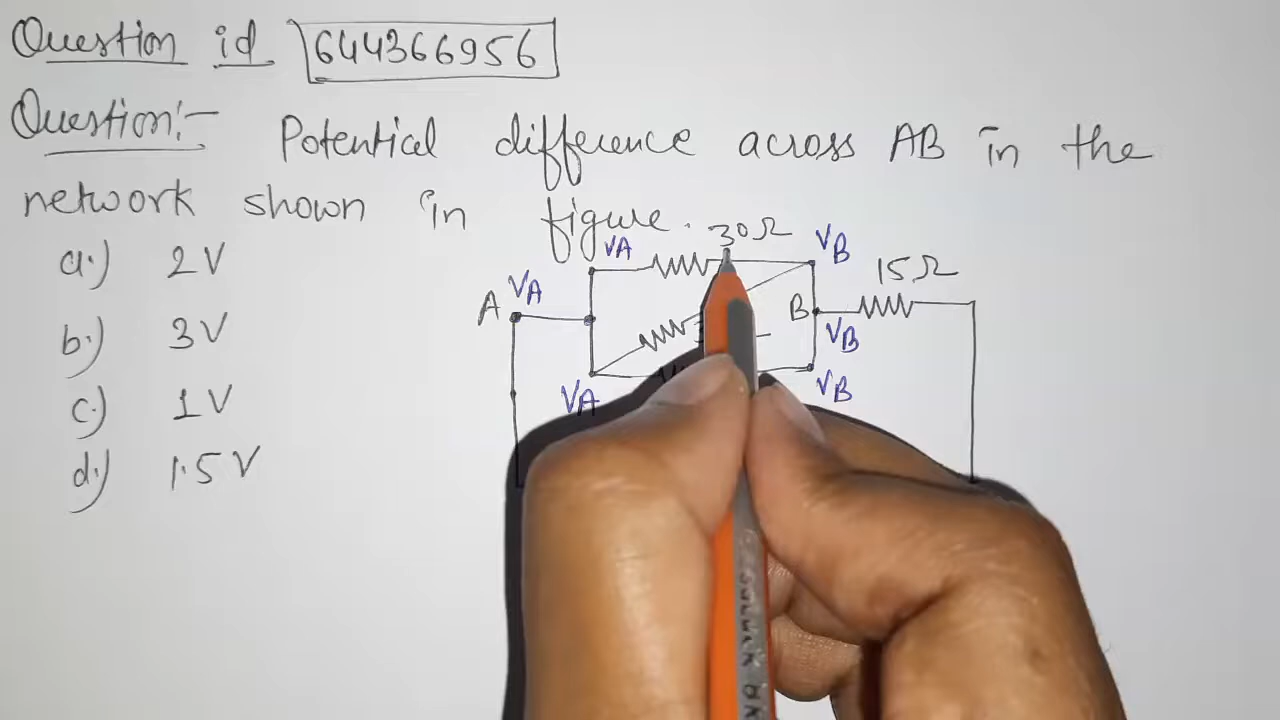 Question id 644366956
Question:- Potential difference across AB in the
network shown in figure.
30Ω
VA
VB
15Ω
a.) 2V
VA
A
B
b.) 3V
VB
VA
VB
c.) 1V
d.) 1.5V